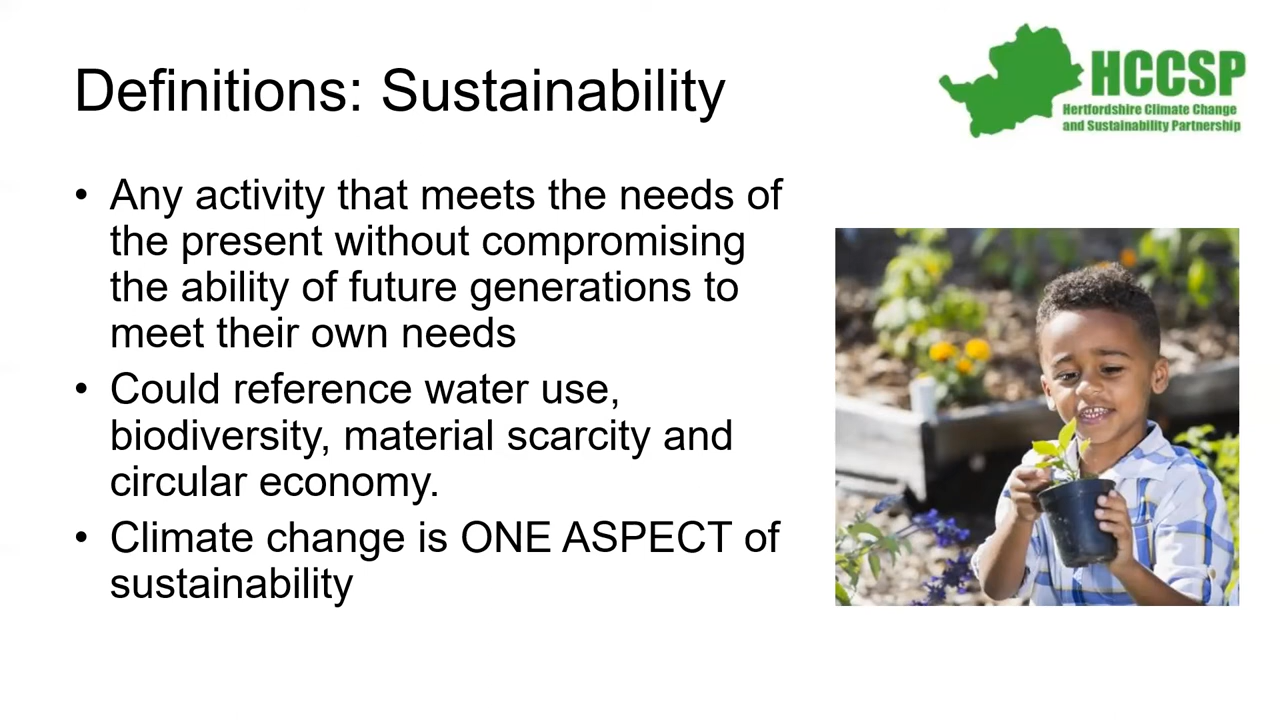 Definitions: Sustainability
HCCSP
Hertfordshire Climate Change
and Sustainability Partnership
• Any activity that meets the needs of
the present without compromising
the ability of future generations to
meet their own needs
• Could reference water use,
biodiversity, material scarcity and
circular economy.
• Climate change is ONE ASPECT of
sustainability